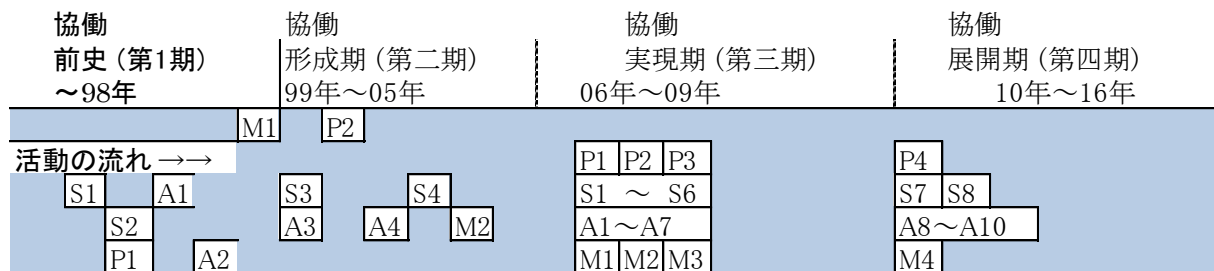 協働 協働 協働 協働
前史（第1期） 形成期（第二期） 実現期（第三期） 展開期（第四期）
～98年 99年～05年 06年～09年 10年～16年
M1 P2
活動の流れ →→ P1 P2 P3 P4
S1 A1 S3 S4 S1 ～ S6 S7 S8
S2 A3 A4 M2 A1～A7 A8～A10
P1 A2 M1 M2 M3 M4